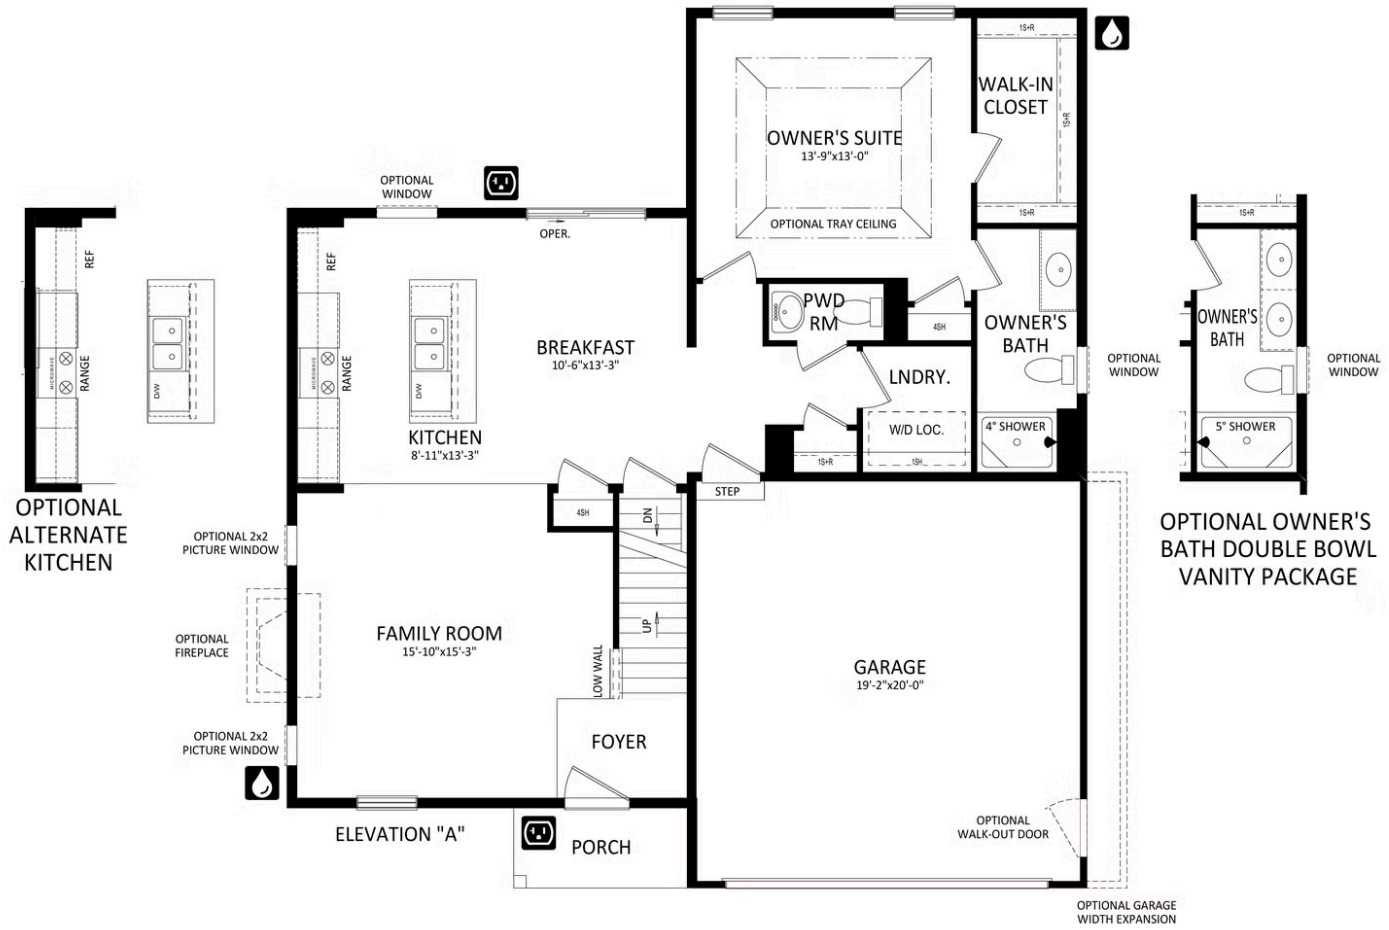 1S+R
WALK-IN
CLOSET
1S+R
1S+R
OWNER'S SUITE
13'-9"x13'-0"
OPTIONAL TRAY CEILING
OPTIONAL
WINDOW
OPER.
REF
REF
MICROWAVE
RANGE
D/W
OPTIONAL
ALTERNATE
KITCHEN
MICROWAVE
RANGE
D/W
KITCHEN
8'-11"x13'-3"
BREAKFAST
10'-6"x13'-3"
PWD
RM
4SH
OWNER'S
BATH
OPTIONAL
WINDOW
LNDRY.
W/D LOC.
1SH
1S+R
4° SHOWER
1S+R
OWNER'S
BATH
OPTIONAL
WINDOW
5° SHOWER
OPTIONAL OWNER'S
BATH DOUBLE BOWL
VANITY PACKAGE
STEP
4SH
DN
UP
LOW WALL
OPTIONAL 2x2
PICTURE WINDOW
OPTIONAL
FIREPLACE
OPTIONAL 2x2
PICTURE WINDOW
FAMILY ROOM
15'-10"x15'-3"
FOYER
GARAGE
19'-2"x20'-0"
OPTIONAL
WALK-OUT DOOR
ELEVATION "A"
PORCH
OPTIONAL GARAGE
WIDTH EXPANSION